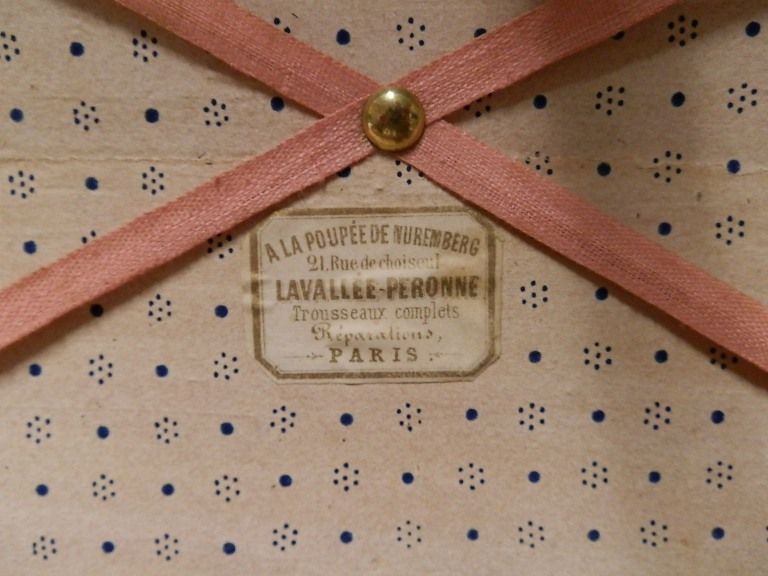 A LA POUPÉE DE NUREMBERG
21. Rue de choiseul
LAVALLÉE-PERONNE
Trousseaux complets
Réparations,
PARIS